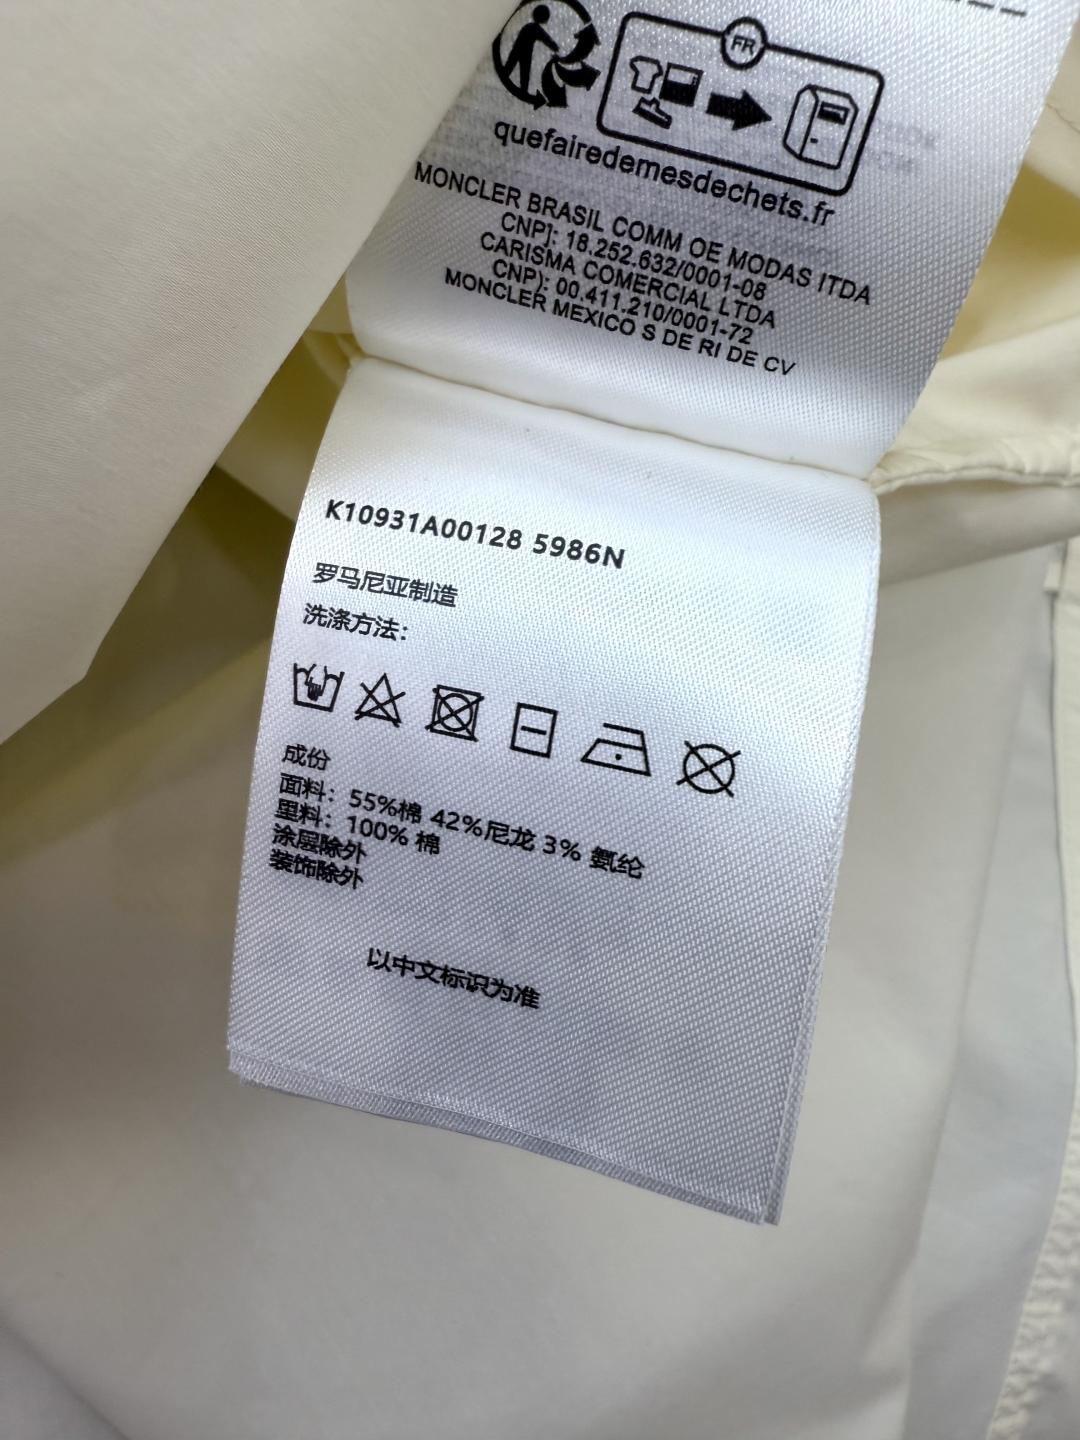 FR
quefairedemesdechets.fr
MONCLER BRASIL COMM OE MODAS ITDA
CNP]: 18.252.632/0001-08
CARISMA COMERCIAL LTDA
CNP): 00.411.210/0001-72
MONCLER MEXICO S DE RI DE CV
K10931A00128 5986N
罗马尼亚制造
洗涤方法：
成份
面料：55%棉 42%尼龙 3% 氨纶
里料：100% 棉
涂层除外
装饰除外
以中文标识为准